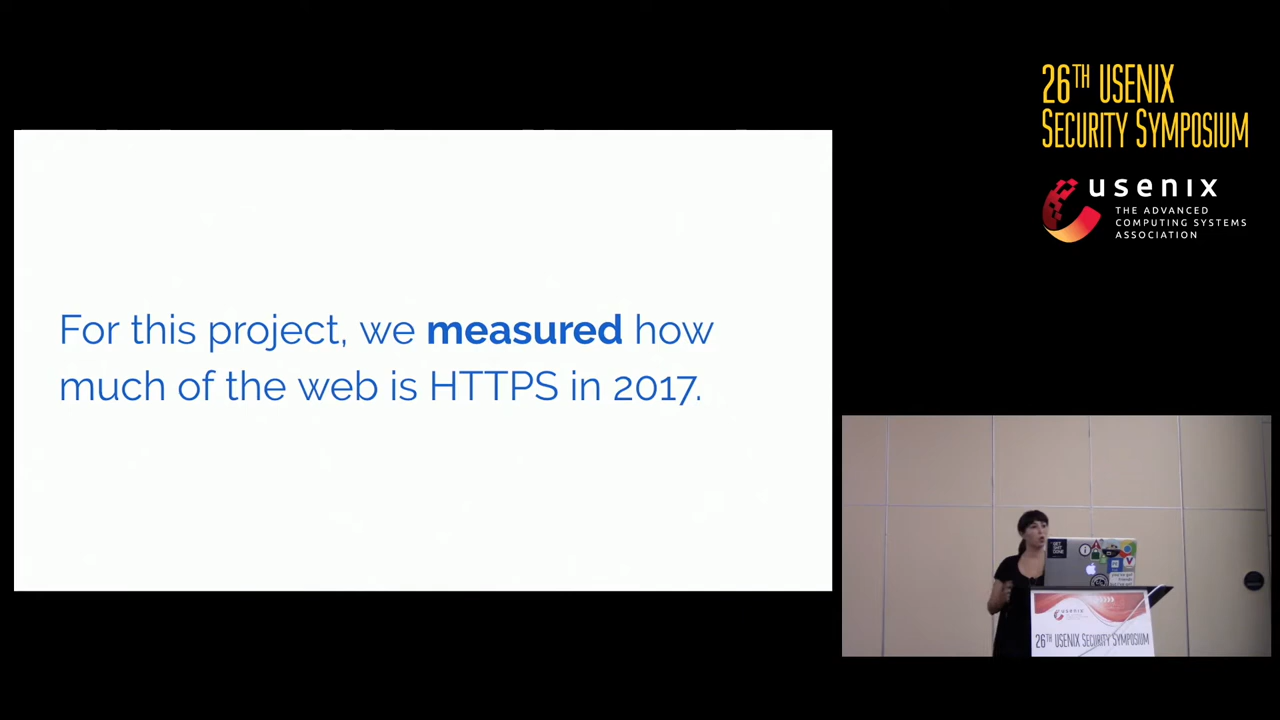 26TH USENIX
SECURITY SYMPOSIUM
usenix
THE ADVANCED
COMPUTING SYSTEMS
ASSOCIATION
For this project, we measured how
much of the web is HTTPS in 2017.
usenix
26TH USENIX SECURITY SYMPOSIUM